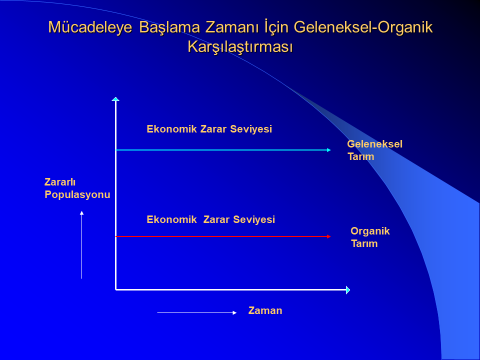 Mücadeleye Başlama Zamanı İçin Geleneksel-Organik
Karşılaştırması
Ekonomik Zarar Seviyesi
Geleneksel
Tarım
Zararlı
Populasyonu
Ekonomik Zarar Seviyesi
Organik
Tarım
Zaman